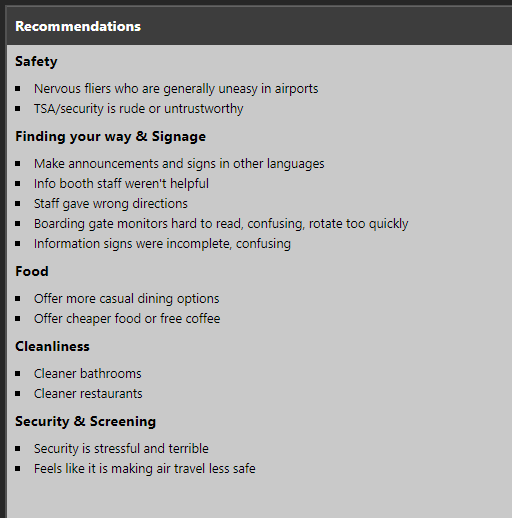 Recommendations
Safety
Nervous fliers who are generally uneasy in airports
TSA/security is rude or untrustworthy
Finding your way & Signage
Make announcements and signs in other languages
Info booth staff weren't helpful
Staff gave wrong directions
Boarding gate monitors hard to read, confusing, rotate too quickly
Information signs were incomplete, confusing
Food
Offer more casual dining options
Offer cheaper food or free coffee
Cleanliness
Cleaner bathrooms
Cleaner restaurants
Security & Screening
Security is stressful and terrible
Feels like it is making air travel less safe